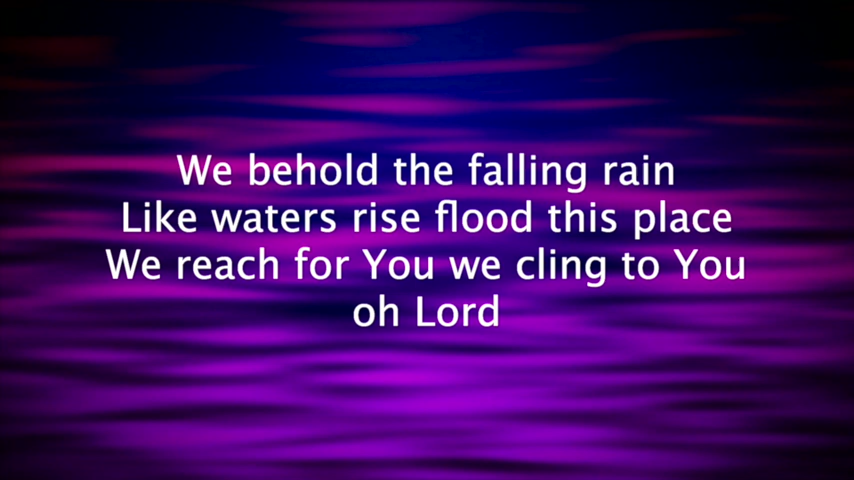 We behold the falling rain
Like waters rise flood this place
We reach for You we cling to You
oh Lord